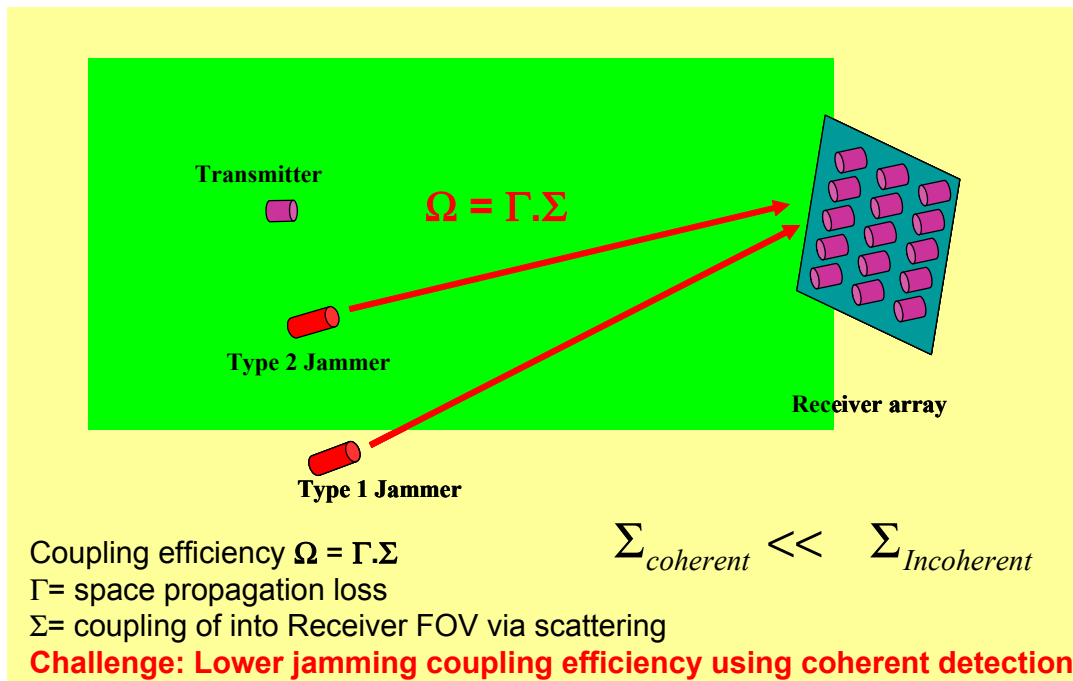 Transmitter
Ω = Γ.Σ
Type 2 Jammer
Receiver array
Type 1 Jammer
Coupling efficiency Ω = Γ.Σ
Γ= space propagation loss
Σ= coupling of into Receiver FOV via scattering
Σcoherent << ΣIncoherent
Challenge: Lower jamming coupling efficiency using coherent detection